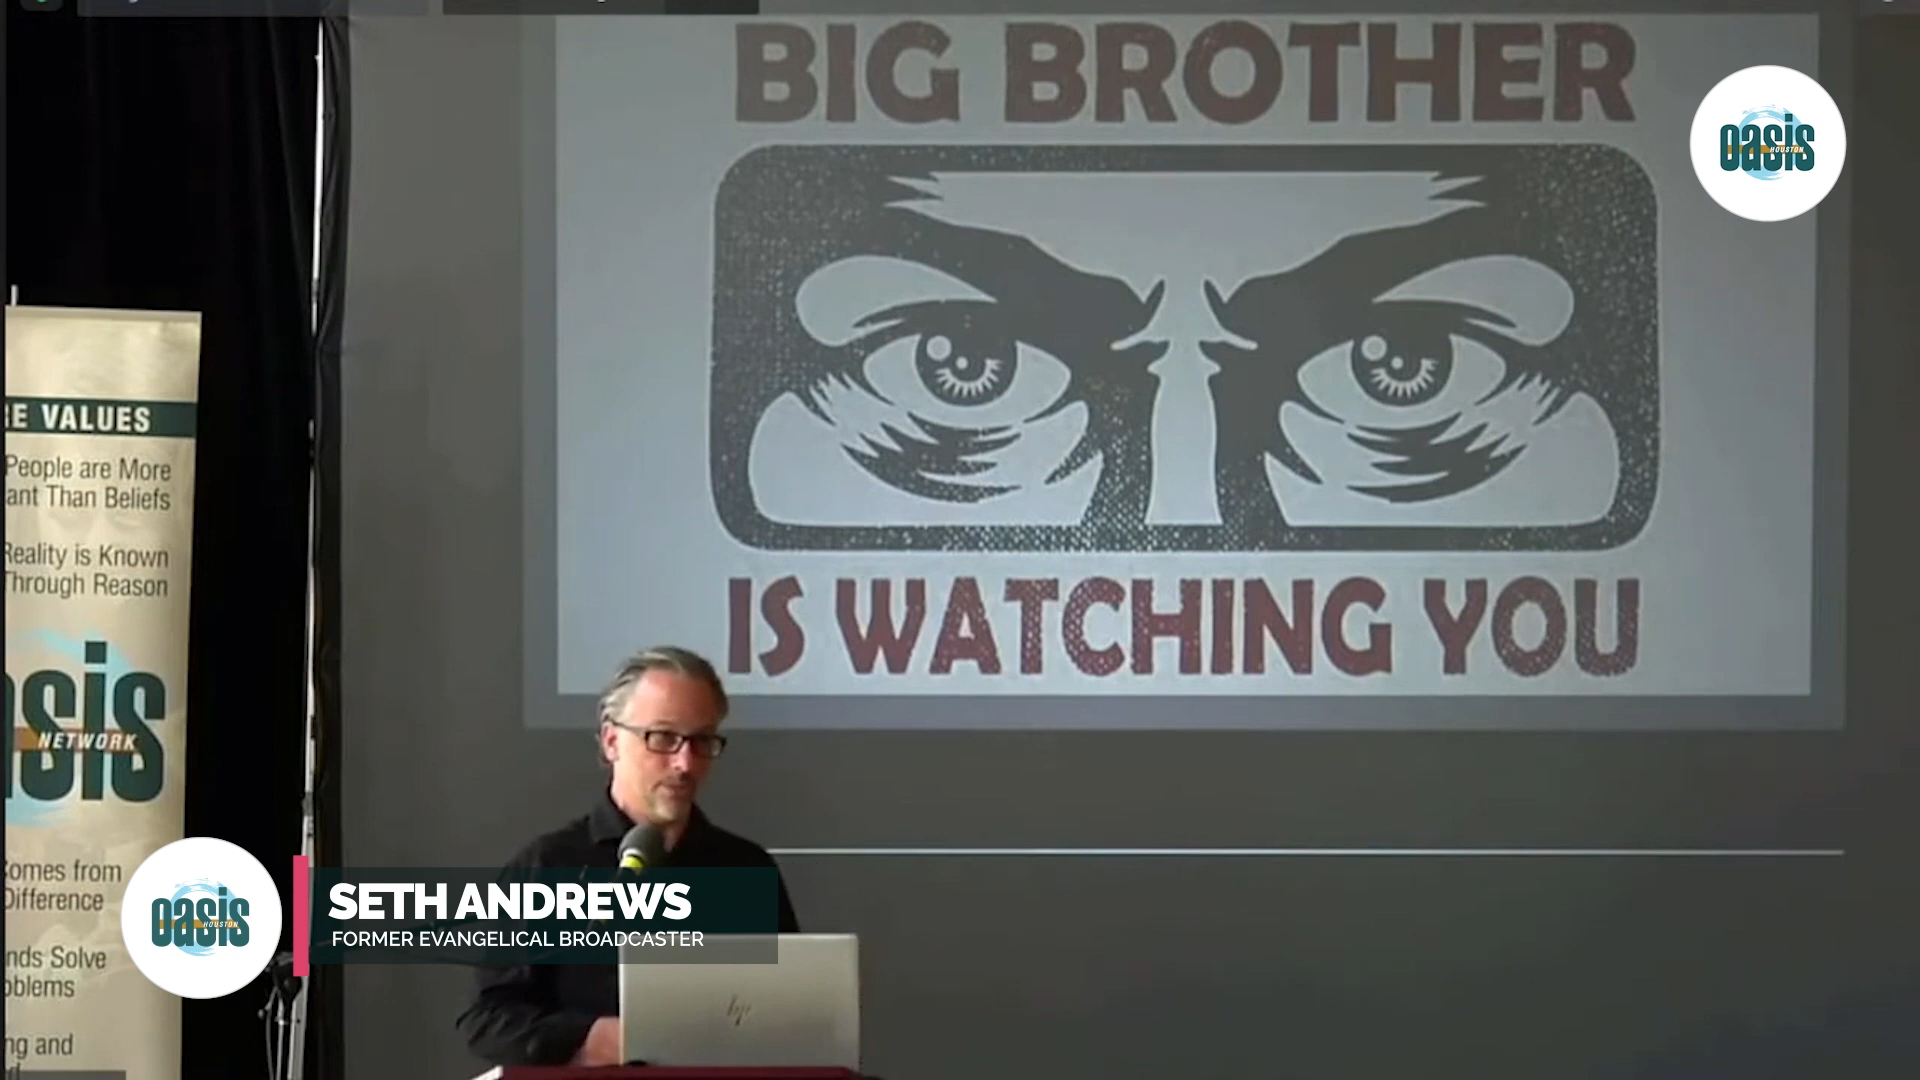 BIG BROTHER
IS WATCHING YOU
oasis
HOUSTON
RE VALUES
People are More
ant Than Beliefs
Reality is Known
Through Reason
asis
NETWORK
omes from
Difference
nds Solve
oblems
ng and
oasis
HOUSTON
SETH ANDREWS
FORMER EVANGELICAL BROADCASTER
hp